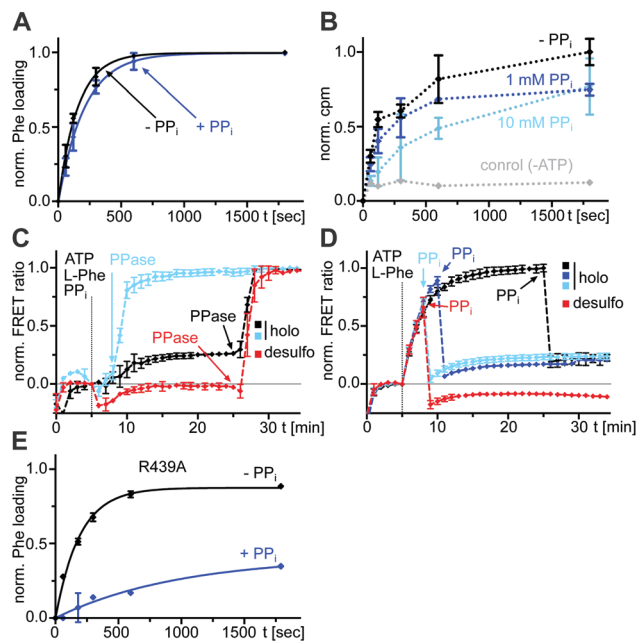 A
norm. Phe loading
1.0
0.5
0.0
0
500
1000
1500
t [sec]
- PPi
+ PPi
B
norm. cpm
1.0
0.5
0.0
0
500
1000
1500
t [sec]
- PPi
1 mM PPi
10 mM PPi
conrol (-ATP)
C
norm. FRET ratio
1.0
0.5
0.0
0
10
20
30
t [min]
ATP
L-Phe
PPi
PPase
PPase
PPase
holo
desulfo
D
norm. FRET ratio
1.0
0.5
0.0
0
10
20
30
t [min]
ATP
L-Phe
PPi
PPi
PPi
PPi
holo
desulfo
E
R439A
norm. Phe loading
1.0
0.5
0.0
0
500
1000
1500
t [sec]
- PPi
+ PPi